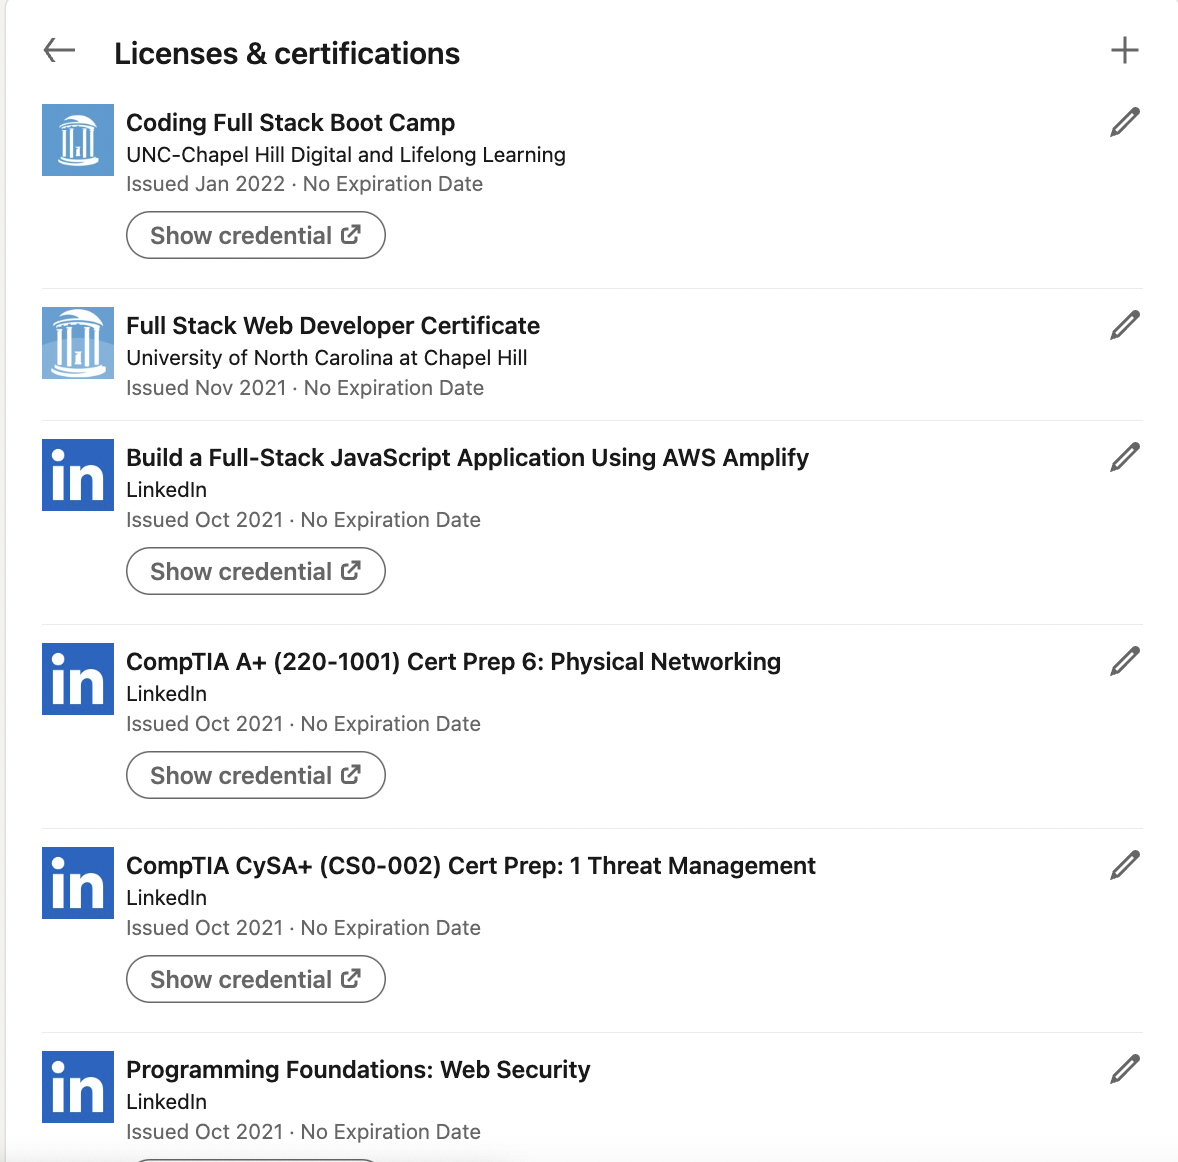 Licenses & certifications
Coding Full Stack Boot Camp
UNC-Chapel Hill Digital and Lifelong Learning
Issued Jan 2022 · No Expiration Date
Show credential
Full Stack Web Developer Certificate
University of North Carolina at Chapel Hill
Issued Nov 2021 · No Expiration Date
in
Build a Full-Stack JavaScript Application Using AWS Amplify
LinkedIn
Issued Oct 2021 · No Expiration Date
Show credential
in
CompTIA A+ (220-1001) Cert Prep 6: Physical Networking
LinkedIn
Issued Oct 2021 · No Expiration Date
Show credential
in
CompTIA CySA+ (CS0-002) Cert Prep: 1 Threat Management
LinkedIn
Issued Oct 2021 · No Expiration Date
Show credential
in
Programming Foundations: Web Security
LinkedIn
Issued Oct 2021 · No Expiration Date